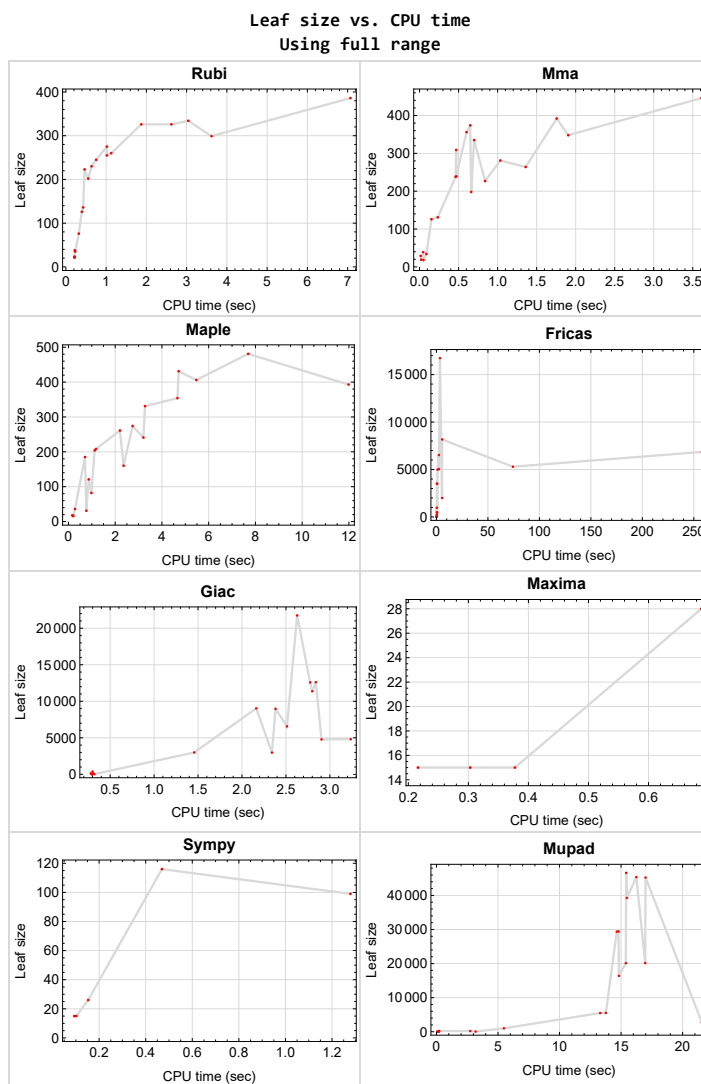 Leaf size vs. CPU time
Using full range
Rubi
Leaf size
400
300
200
100
0
0 1 2 3 4 5 6 7
CPU time (sec)
Mma
Leaf size
400
300
200
100
0
0.0 0.5 1.0 1.5 2.0 2.5 3.0 3.5
CPU time (sec)
Maple
Leaf size
500
400
300
200
100
0
0 2 4 6 8 10 12
CPU time (sec)
Fricas
Leaf size
15000
10000
5000
0
0 50 100 150 200 250
CPU time (sec)
Giac
Leaf size
20000
15000
10000
5000
0
0.5 1.0 1.5 2.0 2.5 3.0
CPU time (sec)
Maxima
Leaf size
28
26
24
22
20
18
16
14
0.2 0.3 0.4 0.5 0.6
CPU time (sec)
Sympy
Leaf size
120
100
80
60
40
20
0
0.2 0.4 0.6 0.8 1.0 1.2
CPU time (sec)
Mupad
Leaf size
40000
30000
20000
10000
0
0 5 10 15 20
CPU time (sec)